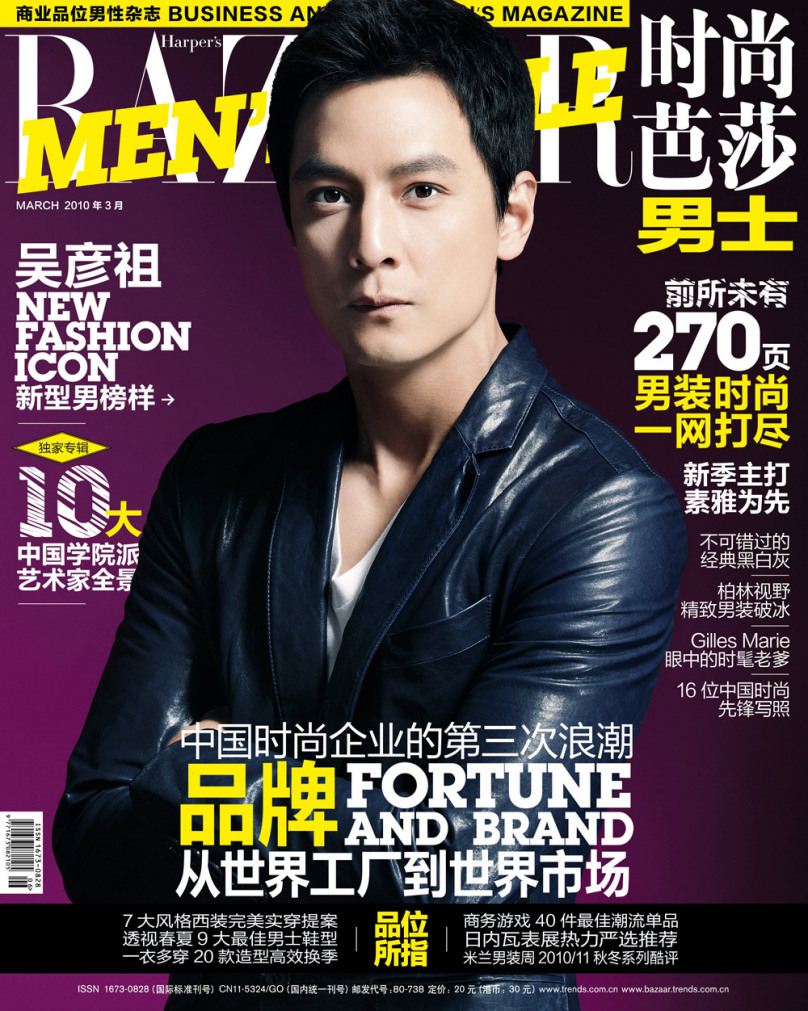 商业品位男性杂志 BUSINESS AN 'S MAGAZINE
Harper's
BAZAAR
MEN'S LE
时尚
芭莎
男士
MARCH 2010 年 3 月
吴彦祖
NEW
FASHION
ICON
新型男榜样→
独家专辑
10大
中国学院派
艺术家全景
前所未有
270页
男装时尚
一网打尽
新季主打
素雅为先
不可错过的
经典黑白灰
柏林视野
精致男装破冰
Gilles Marie
眼中的时髦老爹
16 位中国时尚
先锋写照
中国时尚企业的第三次浪潮
品牌 FORTUNE
AND BRAND
从世界工厂到世界市场
ISSN 1673-0828
06
7 大风格西装完美实穿提案
透视春夏 9 大最佳男士鞋型
一衣多穿 20 款造型高效换季
品位
所指
商务游戏 40 件最佳潮流单品
日内瓦表展热力严选推荐
米兰男装周 2010/11 秋冬系列酷评
ISSN 1673-0828 (国际标准刊号) CN11-5324/GO (国内统一刊号) 邮发代号: 80-738 定价: 20 元 (港币: 30 元) www.trends.com.cn www.bazaar.trends.com.cn